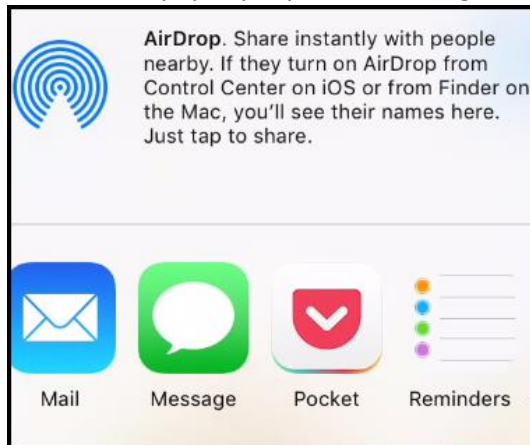 AirDrop. Share instantly with people
nearby. If they turn on AirDrop from
Control Center on iOS or from Finder on
the Mac, you'll see their names here.
Just tap to share.
Mail Message Pocket Reminders